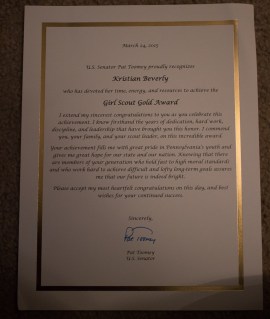 March 24, 2015
U.S. Senator Pat Toomey proudly recognizes
Kristian Beverly
who has devoted her time, energy, and resources to achieve the
Girl Scout Gold Award
I extend my sincerest congratulations to you as you celebrate this
achievement. I know firsthand the years of dedication, hard work,
discipline, and leadership that have brought you this honor. I commend
you, your family, and your scout leader, on this incredible award.
Your achievement fills me with great pride in Pennsylvania's youth and
gives me great hope for our state and our nation. Knowing that there
are members of your generation who hold fast to high moral standards
and who work hard to achieve difficult and lofty long-term goals assures
me that our future is indeed bright.
Please accept my most heartfelt congratulations on this day, and best
wishes for your continued success.
Sincerely,
Pat Toomey
Pat Toomey
U.S. Senator